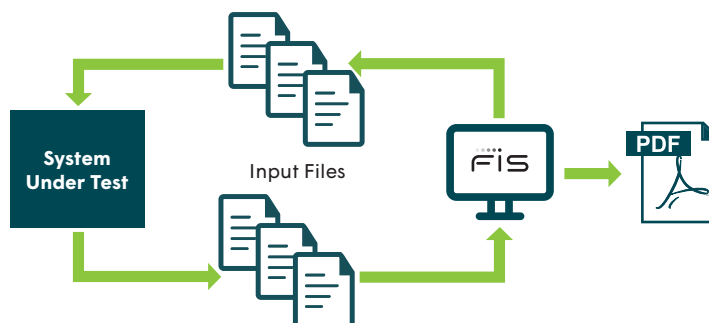 System
Under Test
Input Files
FIS
PDF